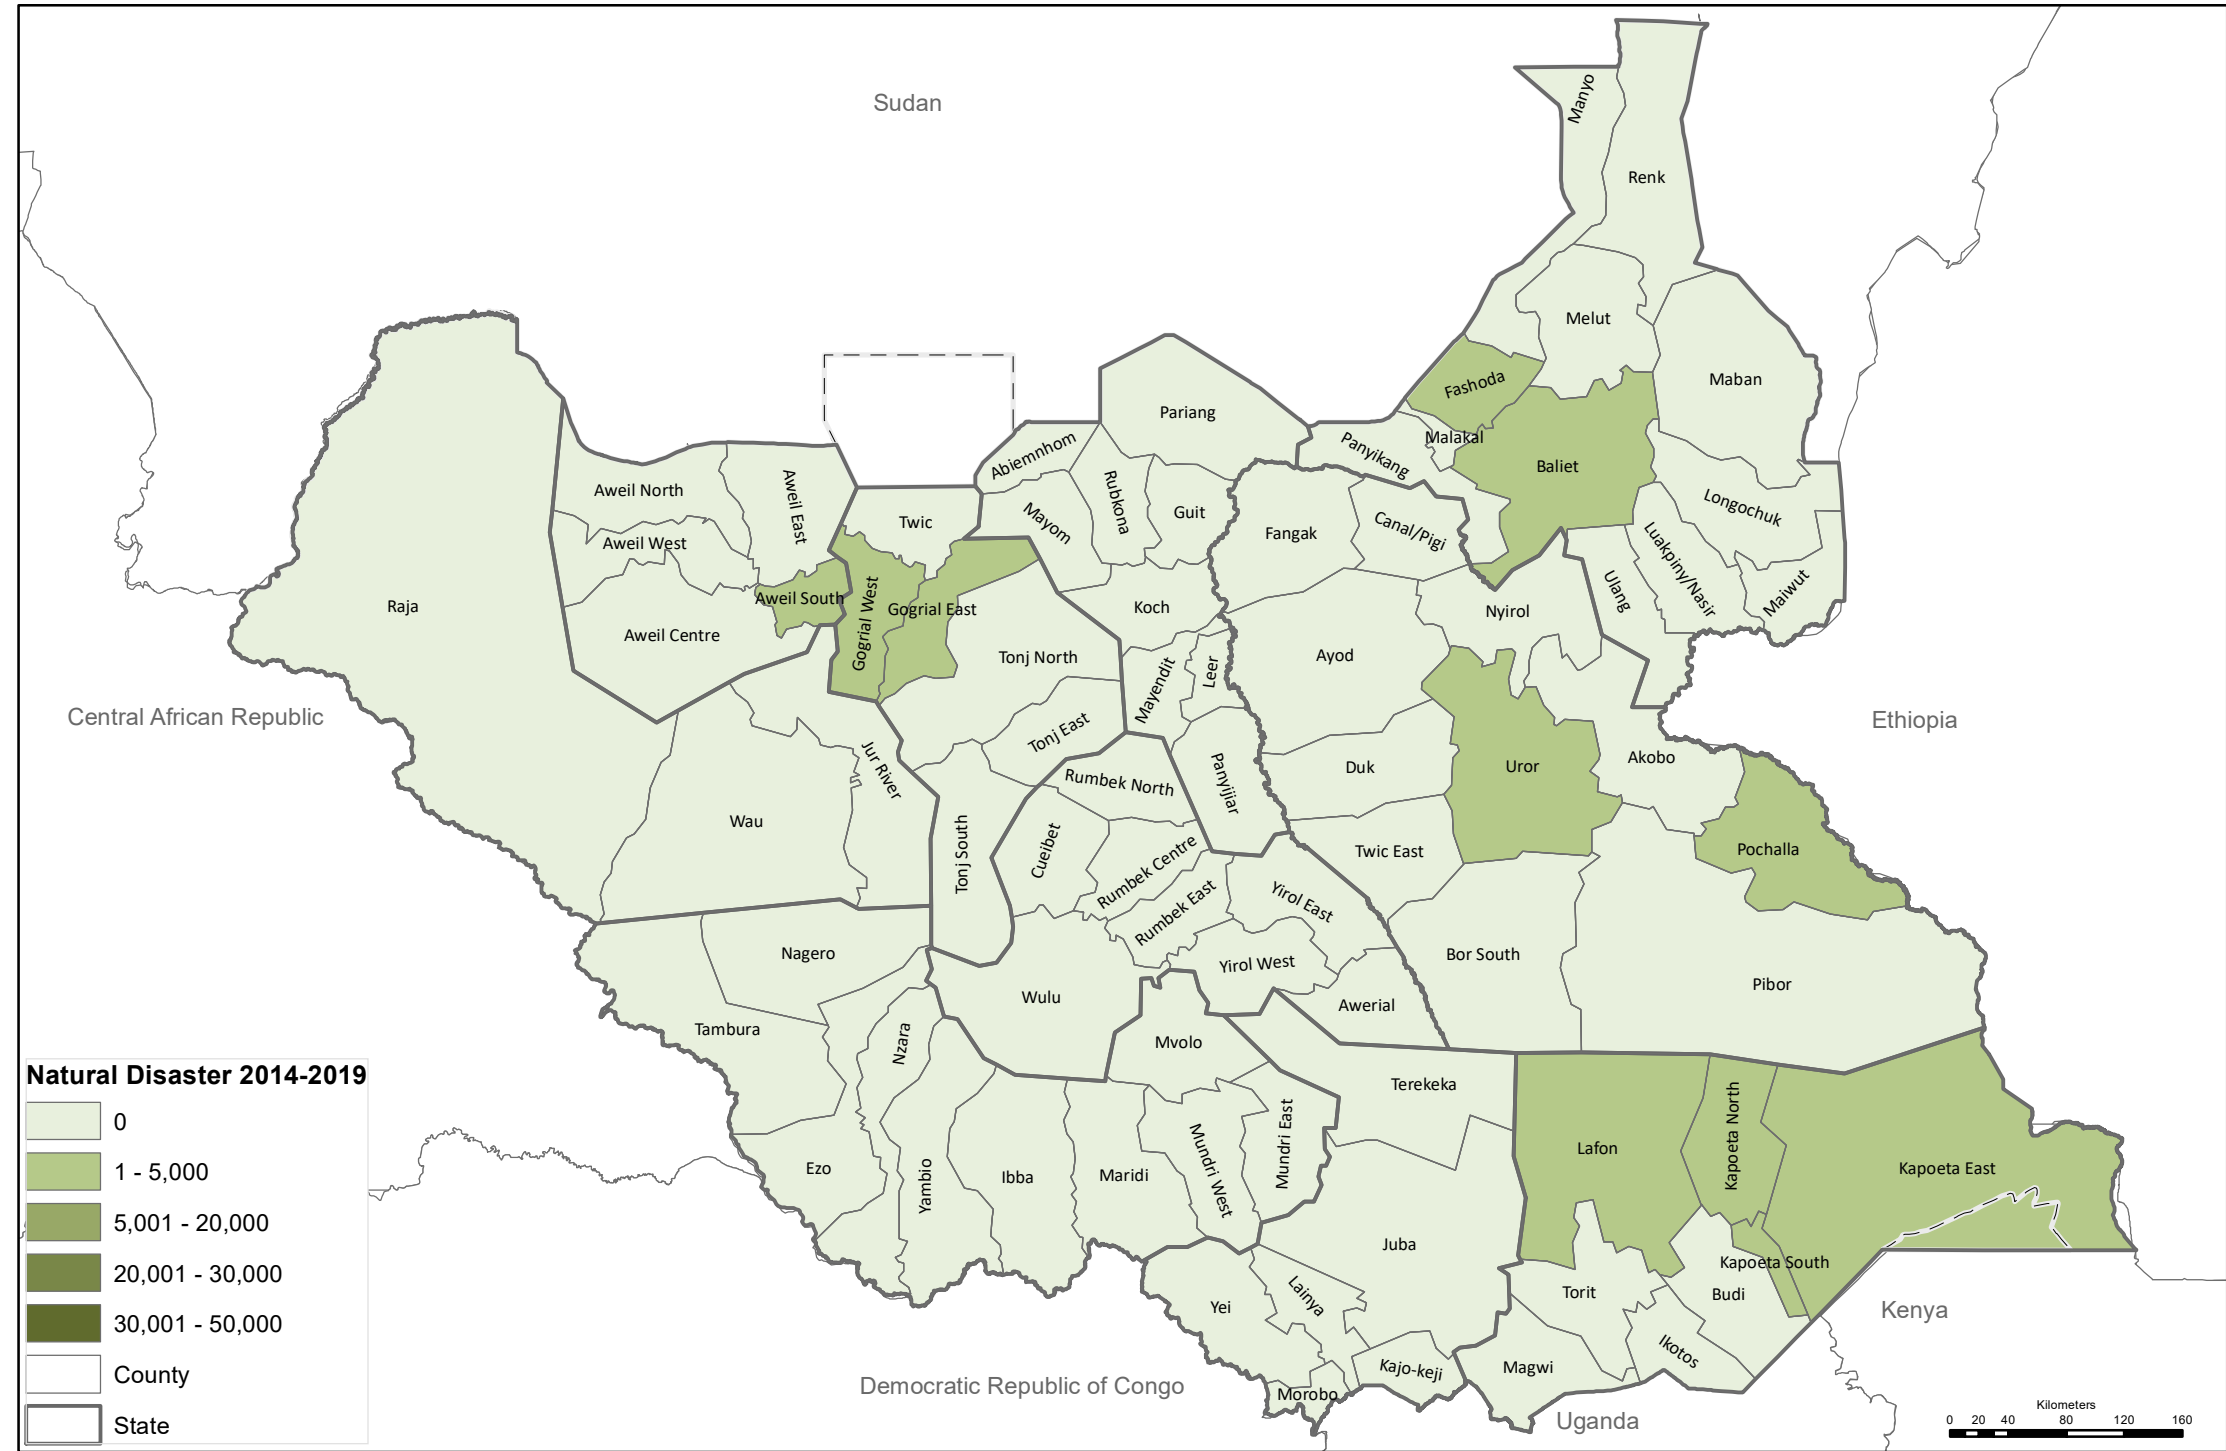 Sudan
Manyo
Renk
Melut
Maban
Fashoda
Pariang
Malakal
Panyikang
Baliet
Abiemnhom
Aweil North
Aweil East
Twic
Mayom
Rubkona
Guit
Fangak
Canal/Pigi
Longochuk
Luakpiny/Nasir
Maiwut
Ulang
Aweil West
Raja
Aweil South
Aweil Centre
Gogrial West
Gogrial East
Koch
Nyirol
Tonj North
Mayendit
Leer
Ayod
Central African Republic
Ethiopia
Tonj East
Jur River
Rumbek North
Panyijiar
Duk
Uror
Akobo
Wau
Tonj South
Cueibet
Rumbek Centre
Twic East
Pochalla
Rumbek East
Yirol East
Nagero
Yirol West
Bor South
Pibor
Wulu
Awerial
Tambura
Nzara
Mvolo
Terekeka
Natural Disaster 2014-2019
0
1 - 5,000
5,001 - 20,000
20,001 - 30,000
30,001 - 50,000
County
State
Ezo
Yambio
Ibba
Maridi
Mundri West
Mundri East
Lafon
Kapoeta North
Kapoeta East
Juba
Kapoeta South
Torit
Budi
Yei
Lainya
Ikotos
Kenya
Kajo-keji
Magwi
Morobo
Democratic Republic of Congo
Uganda
Kilometers
0 20 40 80 120 160